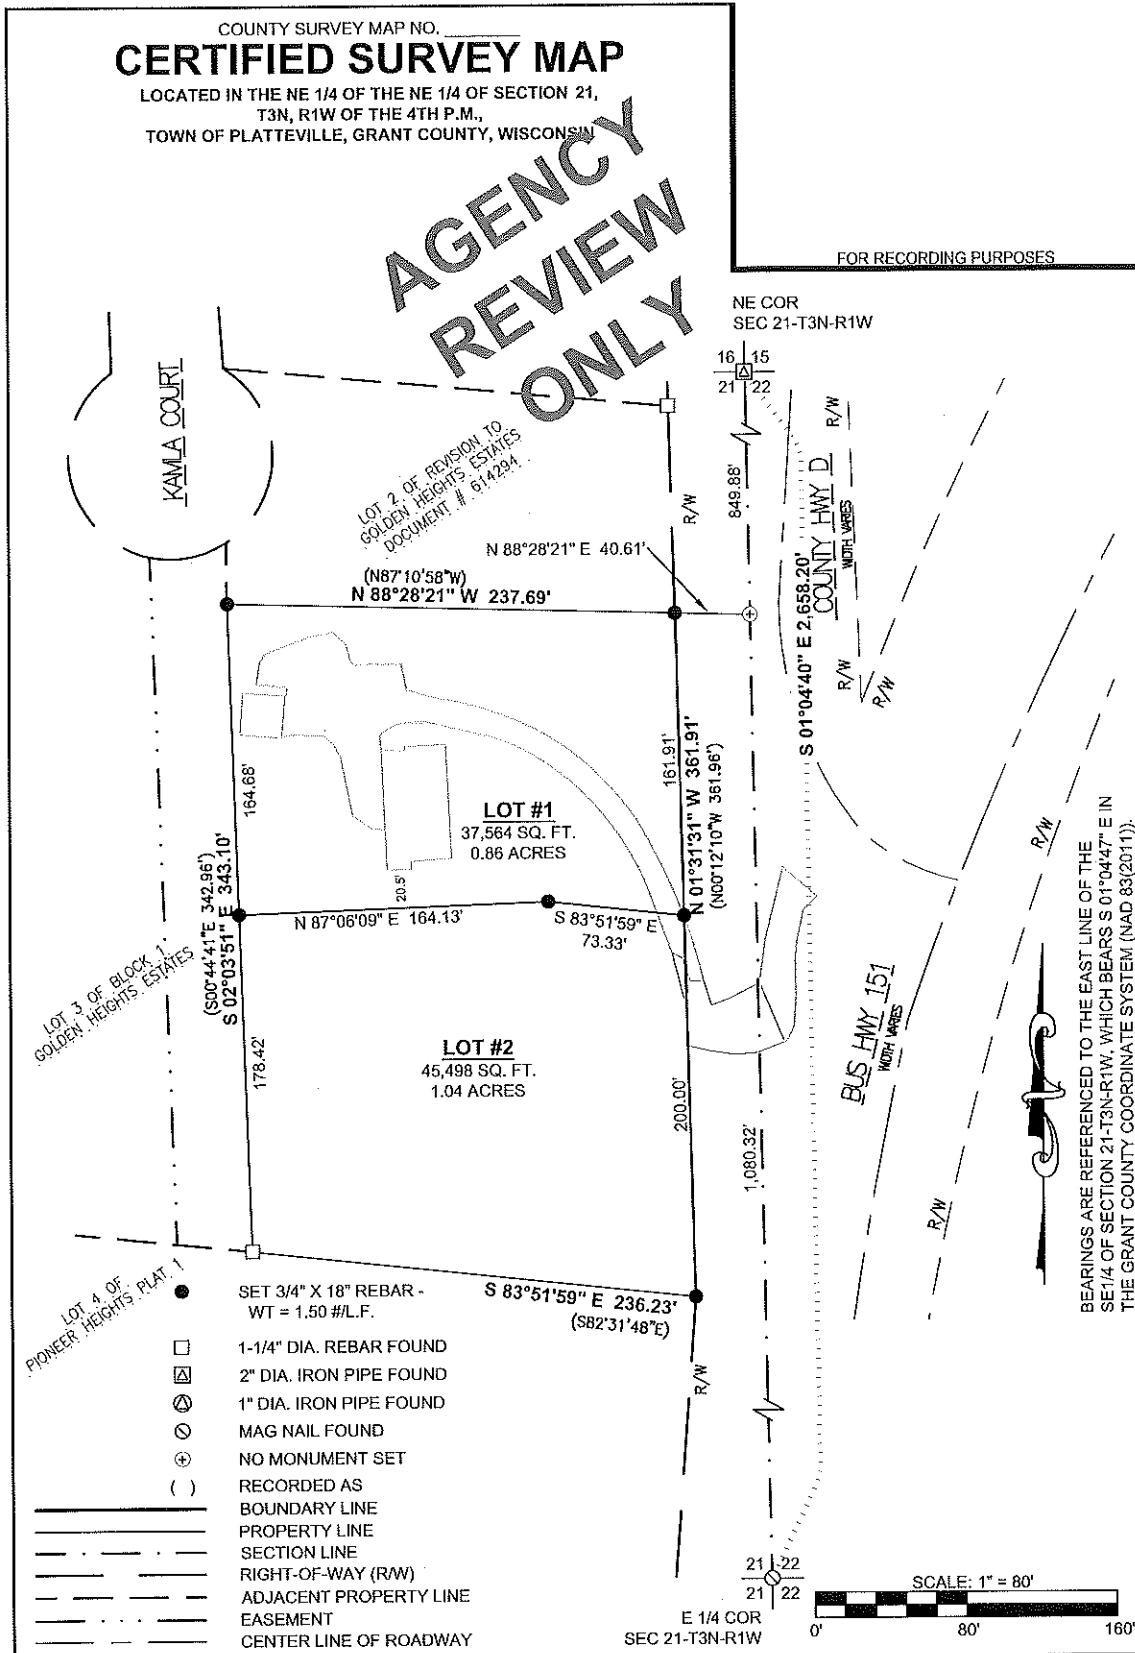 COUNTY SURVEY MAP NO. ________
CERTIFIED SURVEY MAP
LOCATED IN THE NE 1/4 OF THE NE 1/4 OF SECTION 21,
T3N, R1W OF THE 4TH P.M.,
TOWN OF PLATTEVILLE, GRANT COUNTY, WISCONSIN
AGENCY
REVIEW
ONLY
FOR RECORDING PURPOSES
NE COR
SEC 21-T3N-R1W
16 15
21 22
KAMLA COURT
LOT 2 OF REVISION TO
GOLDEN HEIGHTS ESTATES
DOCUMENT # 614294
R/W
849.88'
R/W
COUNTY HWY D
WIDTH VARIES
N 88°28'21" E 40.61'
(N87°10'58"W)
N 88°28'21" W 237.69'
S 01°04'40" E 2,658.20'
R/W
R/W
164.68'
(S00°44'41"E 342.96')
S 02°03'51" E 343.10'
161.91'
N 01°31'31" W 361.91'
(N00°12'10"W 361.96')
LOT #1
37,564 SQ. FT.
0.86 ACRES
20.5'
N 87°06'09" E 164.13'
S 83°51'59" E
73.33'
R/W
LOT 3 OF BLOCK 1
GOLDEN HEIGHTS ESTATES
BUS HWY 151
WIDTH VARIES
LOT #2
45,498 SQ. FT.
1.04 ACRES
178.42'
200.00'
1,080.32'
R/W
BEARINGS ARE REFERENCED TO THE EAST LINE OF THE
SE1/4 OF SECTION 21-T3N-R1W, WHICH BEARS S 01°04'47" E IN
THE GRANT COUNTY COORDINATE SYSTEM (NAD 83(2011)).
LOT 4 OF
PIONEER HEIGHTS PLAT 1
S 83°51'59" E 236.23'
(S82°31'48"E)
R/W
SET 3/4" X 18" REBAR -
WT = 1.50 #/L.F.
1-1/4" DIA. REBAR FOUND
2" DIA. IRON PIPE FOUND
1" DIA. IRON PIPE FOUND
MAG NAIL FOUND
NO MONUMENT SET
( ) RECORDED AS
BOUNDARY LINE
PROPERTY LINE
SECTION LINE
RIGHT-OF-WAY (R/W)
ADJACENT PROPERTY LINE
EASEMENT
CENTER LINE OF ROADWAY
21 22
21 22
E 1/4 COR
SEC 21-T3N-R1W
SCALE: 1" = 80'
0' 80' 160'